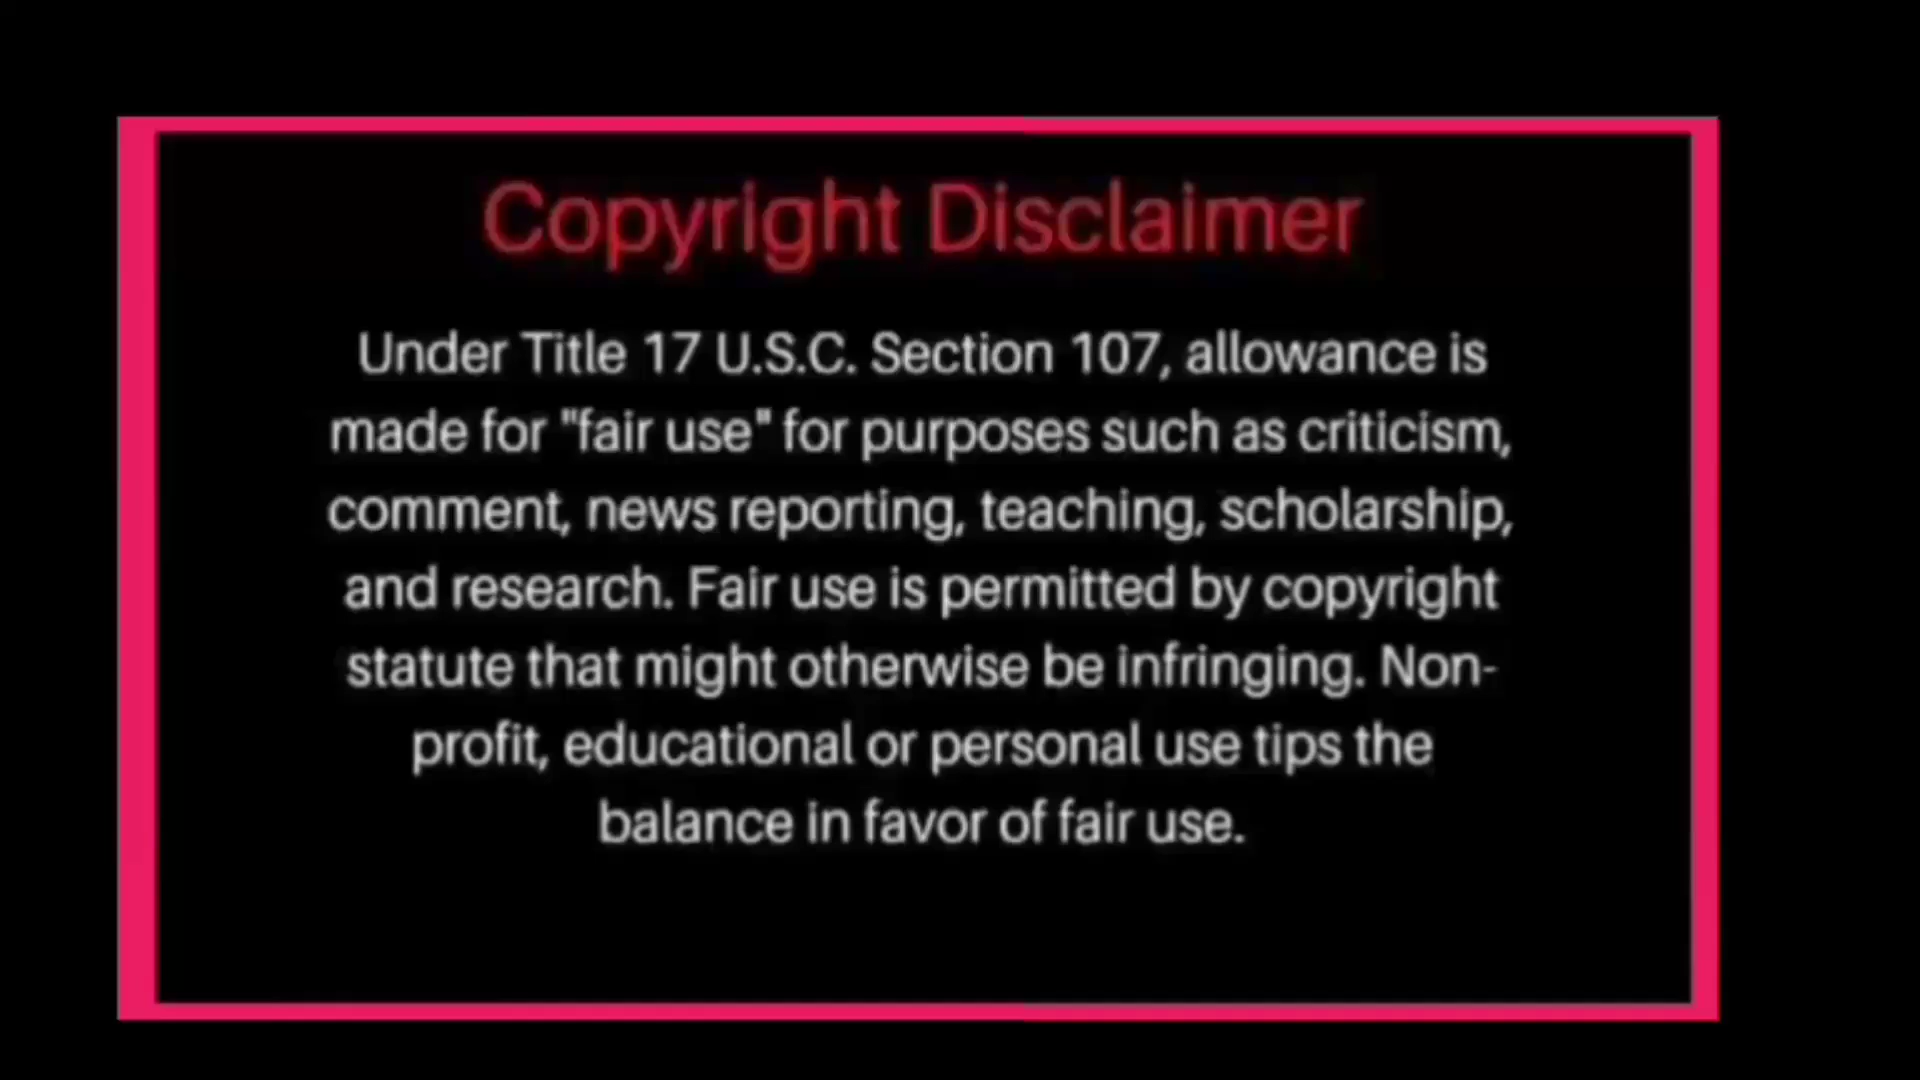 Copyright Disclaimer
Under Title 17 U.S.C. Section 107, allowance is
made for "fair use" for purposes such as criticism,
comment, news reporting, teaching, scholarship,
and research. Fair use is permitted by copyright
statute that might otherwise be infringing. Non-
profit, educational or personal use tips the
balance in favor of fair use.